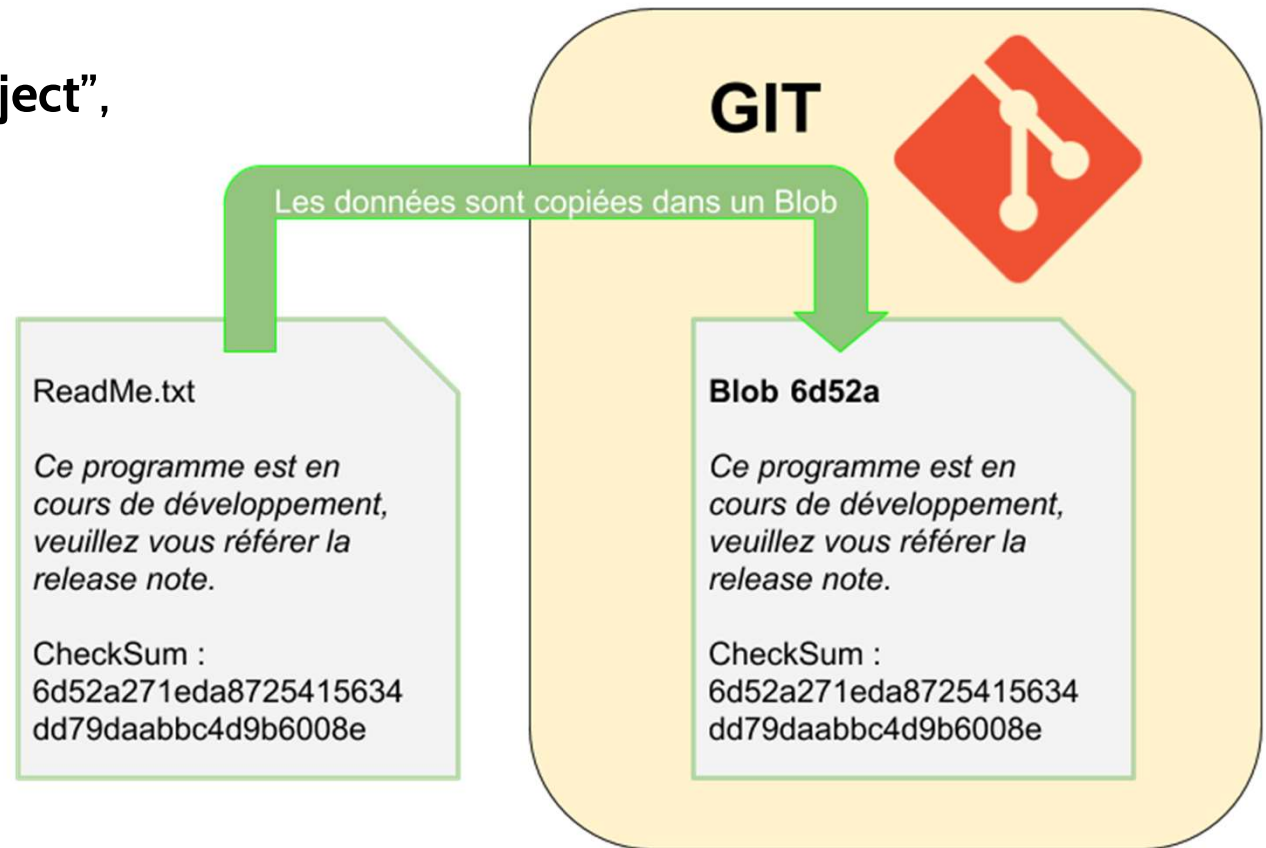 ject”,
GIT
Les données sont copiées dans un Blob
ReadMe.txt
Ce programme est en
cours de développement,
veuillez vous référer la
release note.
CheckSum :
6d52a271eda8725415634
dd79daabbc4d9b6008e
Blob 6d52a
Ce programme est en
cours de développement,
veuillez vous référer la
release note.
CheckSum :
6d52a271eda8725415634
dd79daabbc4d9b6008e